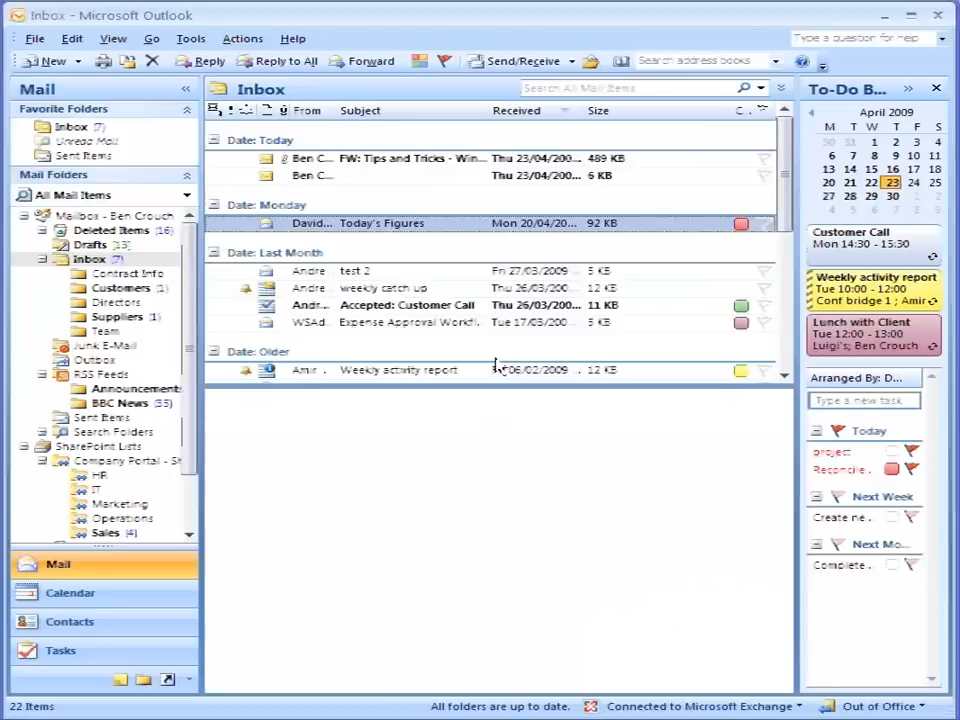 Inbox - Microsoft Outlook
File Edit View Go Tools Actions Help
Type a question for help
New Reply Reply to All Forward Send/Receive Search address books
Mail
Favorite Folders
Inbox (7)
Unread Mail
Sent Items
Mail Folders
All Mail Items
Mailbox - Ben Crouch
Deleted Items (16)
Drafts [13]
Inbox (7)
Contract Info
Customers (1)
Directors
Suppliers (1)
Team
Junk E-Mail
Outbox
RSS Feeds
Announcements
BBC News (35)
Sent Items
Search Folders
SharePoint Lists
Company Portal - Sh
HR
IT
Marketing
Operations
Sales (4)
Mail
Calendar
Contacts
Tasks
Inbox
Search All Mail Items
From Subject Received Size C...
Date: Today
Ben C... FW: Tips and Tricks - Win... Thu 23/04/200... 489 KB
Ben C... Thu 23/04/200... 6 KB
Date: Monday
David... Today's Figures Mon 20/04/20... 92 KB
Date: Last Month
Andre... test 2 Fri 27/03/2009 ... 5 KB
Andre... weekly catch up Thu 26/03/200... 12 KB
Andr... Accepted: Customer Call Thu 26/03/200... 11 KB
WSAd... Expense Approval Workfl... Tue 17/03/200... 5 KB
Date: Older
Amir ... Weekly activity report 06/02/2009 ... 12 KB
To-Do B...
April 2009
M T W T F S
30 31 1 2 3 4
6 7 8 9 10 11
13 14 15 16 17 18
20 21 22 23 24 25
27 28 29 30 1 2
4 5 6 7 8 9
Customer Call
Mon 14:30 - 15:30
Weekly activity report
Tue 10:00 - 12:00
Conf bridge 1; Amir
Lunch with Client
Tue 12:00 - 13:00
Luigi's; Ben Crouch
Arranged By: D...
Type a new task
Today
project
Reconcile...
Next Week
Create ne...
Next Mo...
Complete...
22 Items
All folders are up to date.
Connected to Microsoft Exchange
Out of Office